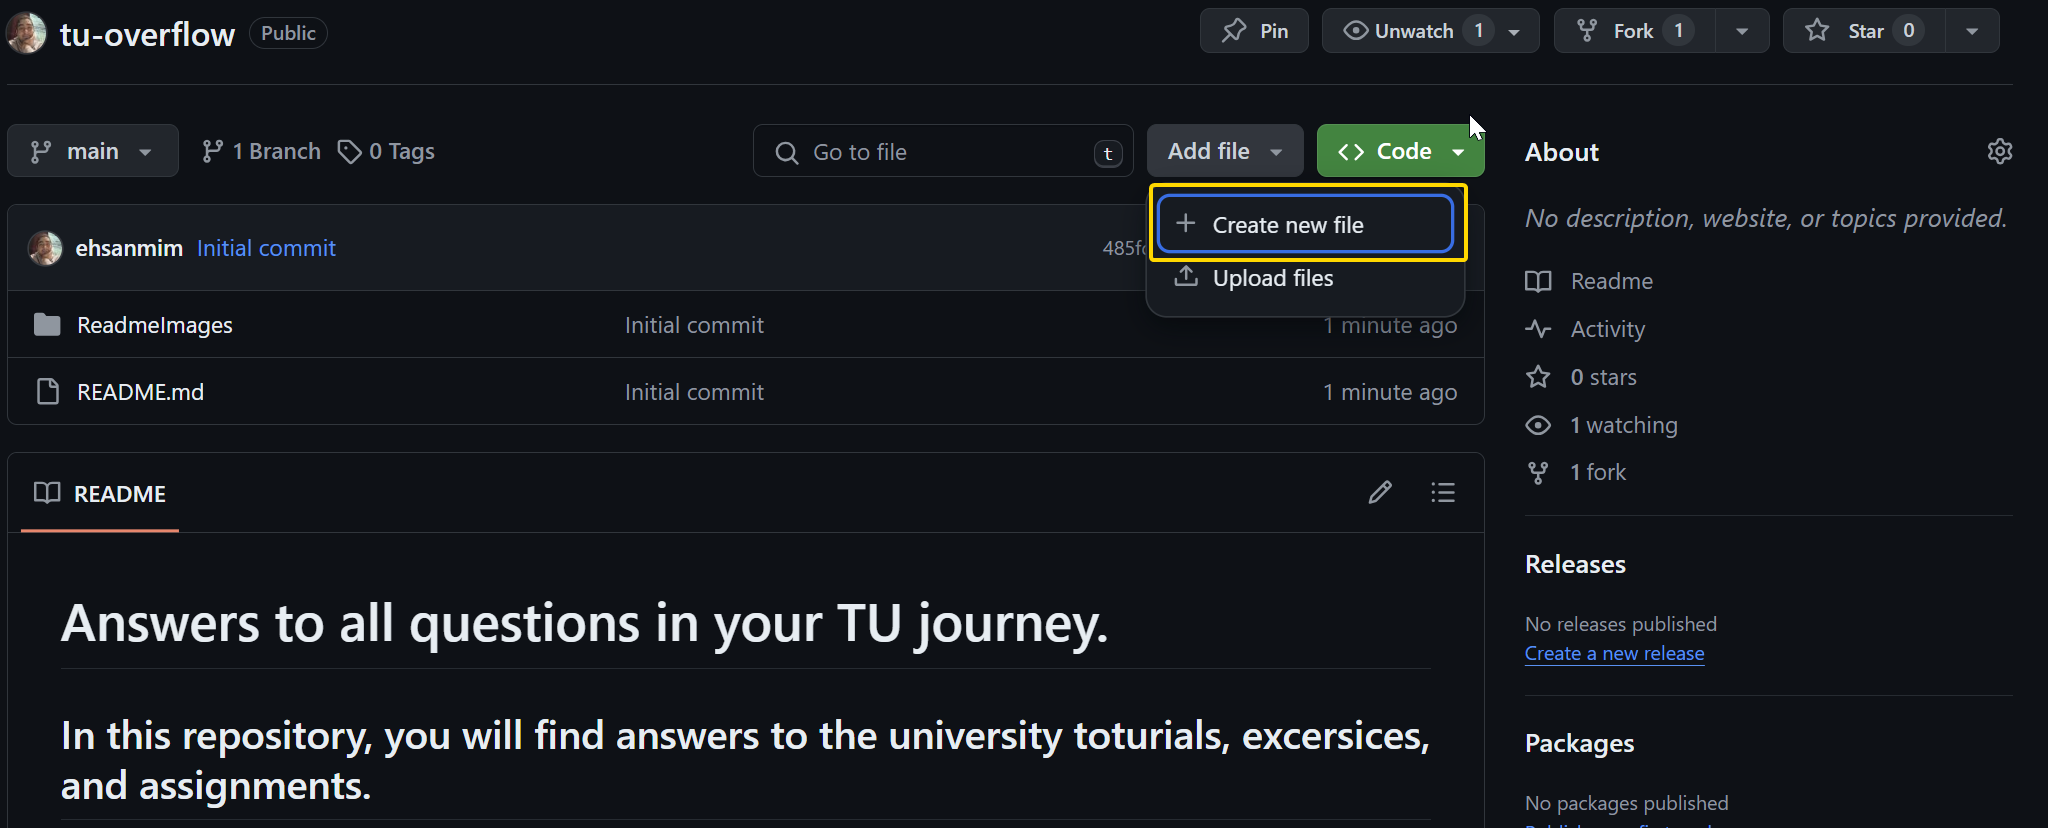 tu-overflow Public Pin Unwatch 1 Fork 1 Star 0
main 1 Branch 0 Tags Go to file t Add file Code
Create new file
Upload files
ehsanmim Initial commit
ReadmeImages Initial commit 1 minute ago
README.md Initial commit 1 minute ago
README
Answers to all questions in your TU journey.
In this repository, you will find answers to the university toturials, excersices,
and assignments.
About
No description, website, or topics provided.
Readme
Activity
0 stars
1 watching
1 fork
Releases
No releases published
Create a new release
Packages
No packages published